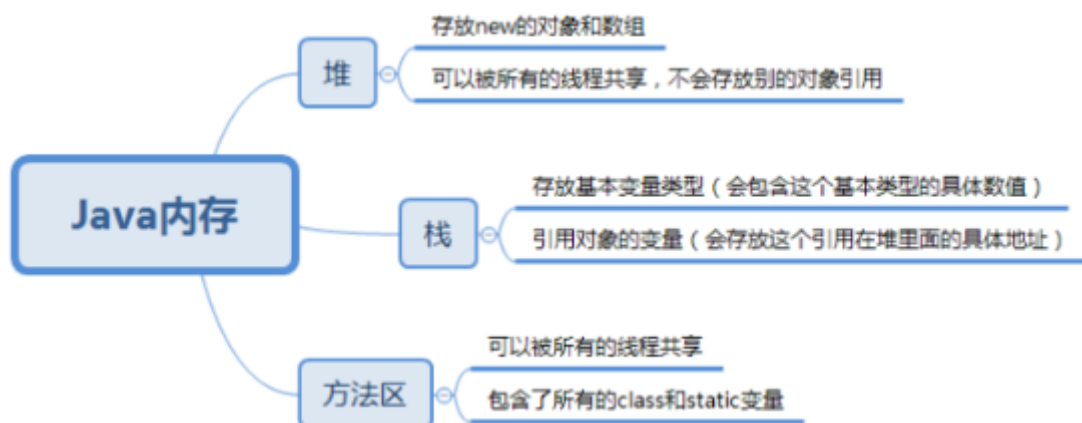 存放new的对象和数组
堆
可以被所有的线程共享，不会存放别的对象引用
Java内存
存放基本变量类型（会包含这个基本类型的具体数值）
栈
引用对象的变量（会存放这个引用在堆里面的具体地址）
可以被所有的线程共享
方法区
包含了所有的class和static变量